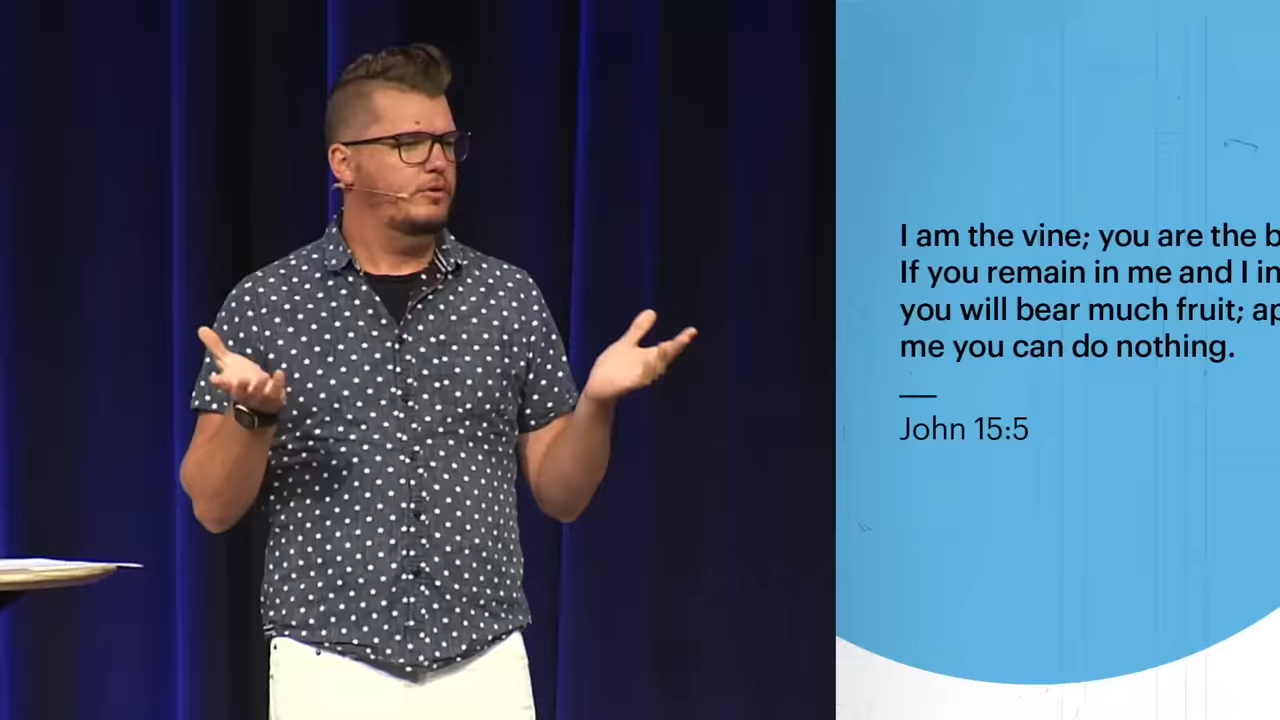 I am the vine; you are the b
If you remain in me and I in
you will bear much fruit; ap
me you can do nothing.
John 15:5